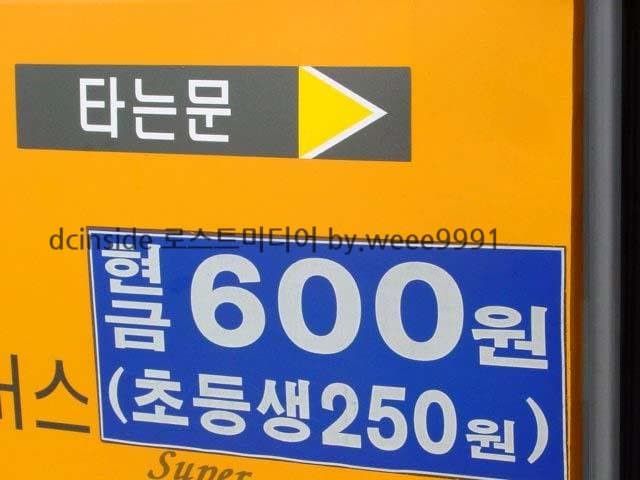 타는문
dcinside 로스트미디어 by.weee9991
현금 600원
(초등생250원)
스
Super